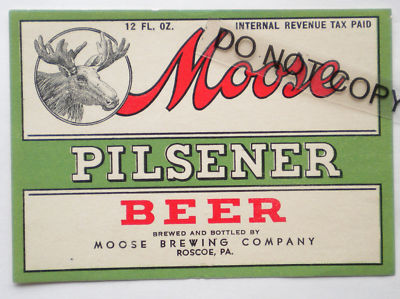 12 FL. OZ. INTERNAL REVENUE TAX PAID
Moose
DO NOT COPY
PILSENER
BEER
BREWED AND BOTTLED BY
MOOSE BREWING COMPANY
ROSCOE, PA.